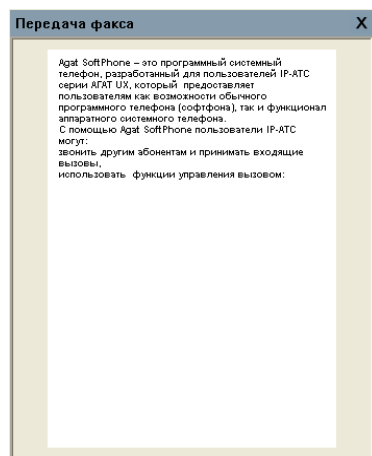 Передача факса X
Agat SoftPhone – это программный системный
телефон, разработанный для пользователей IP-АТС
серии АГАТ UX, который предоставляет
пользователям как возможности обычного
программного телефона (софтфона), так и функционал
аппаратного системного телефона.
С помощью Agat SoftPhone пользователи IP-АТС
могут:
звонить другим абонентам и принимать входящие
вызовы,
использовать функции управления вызовом: